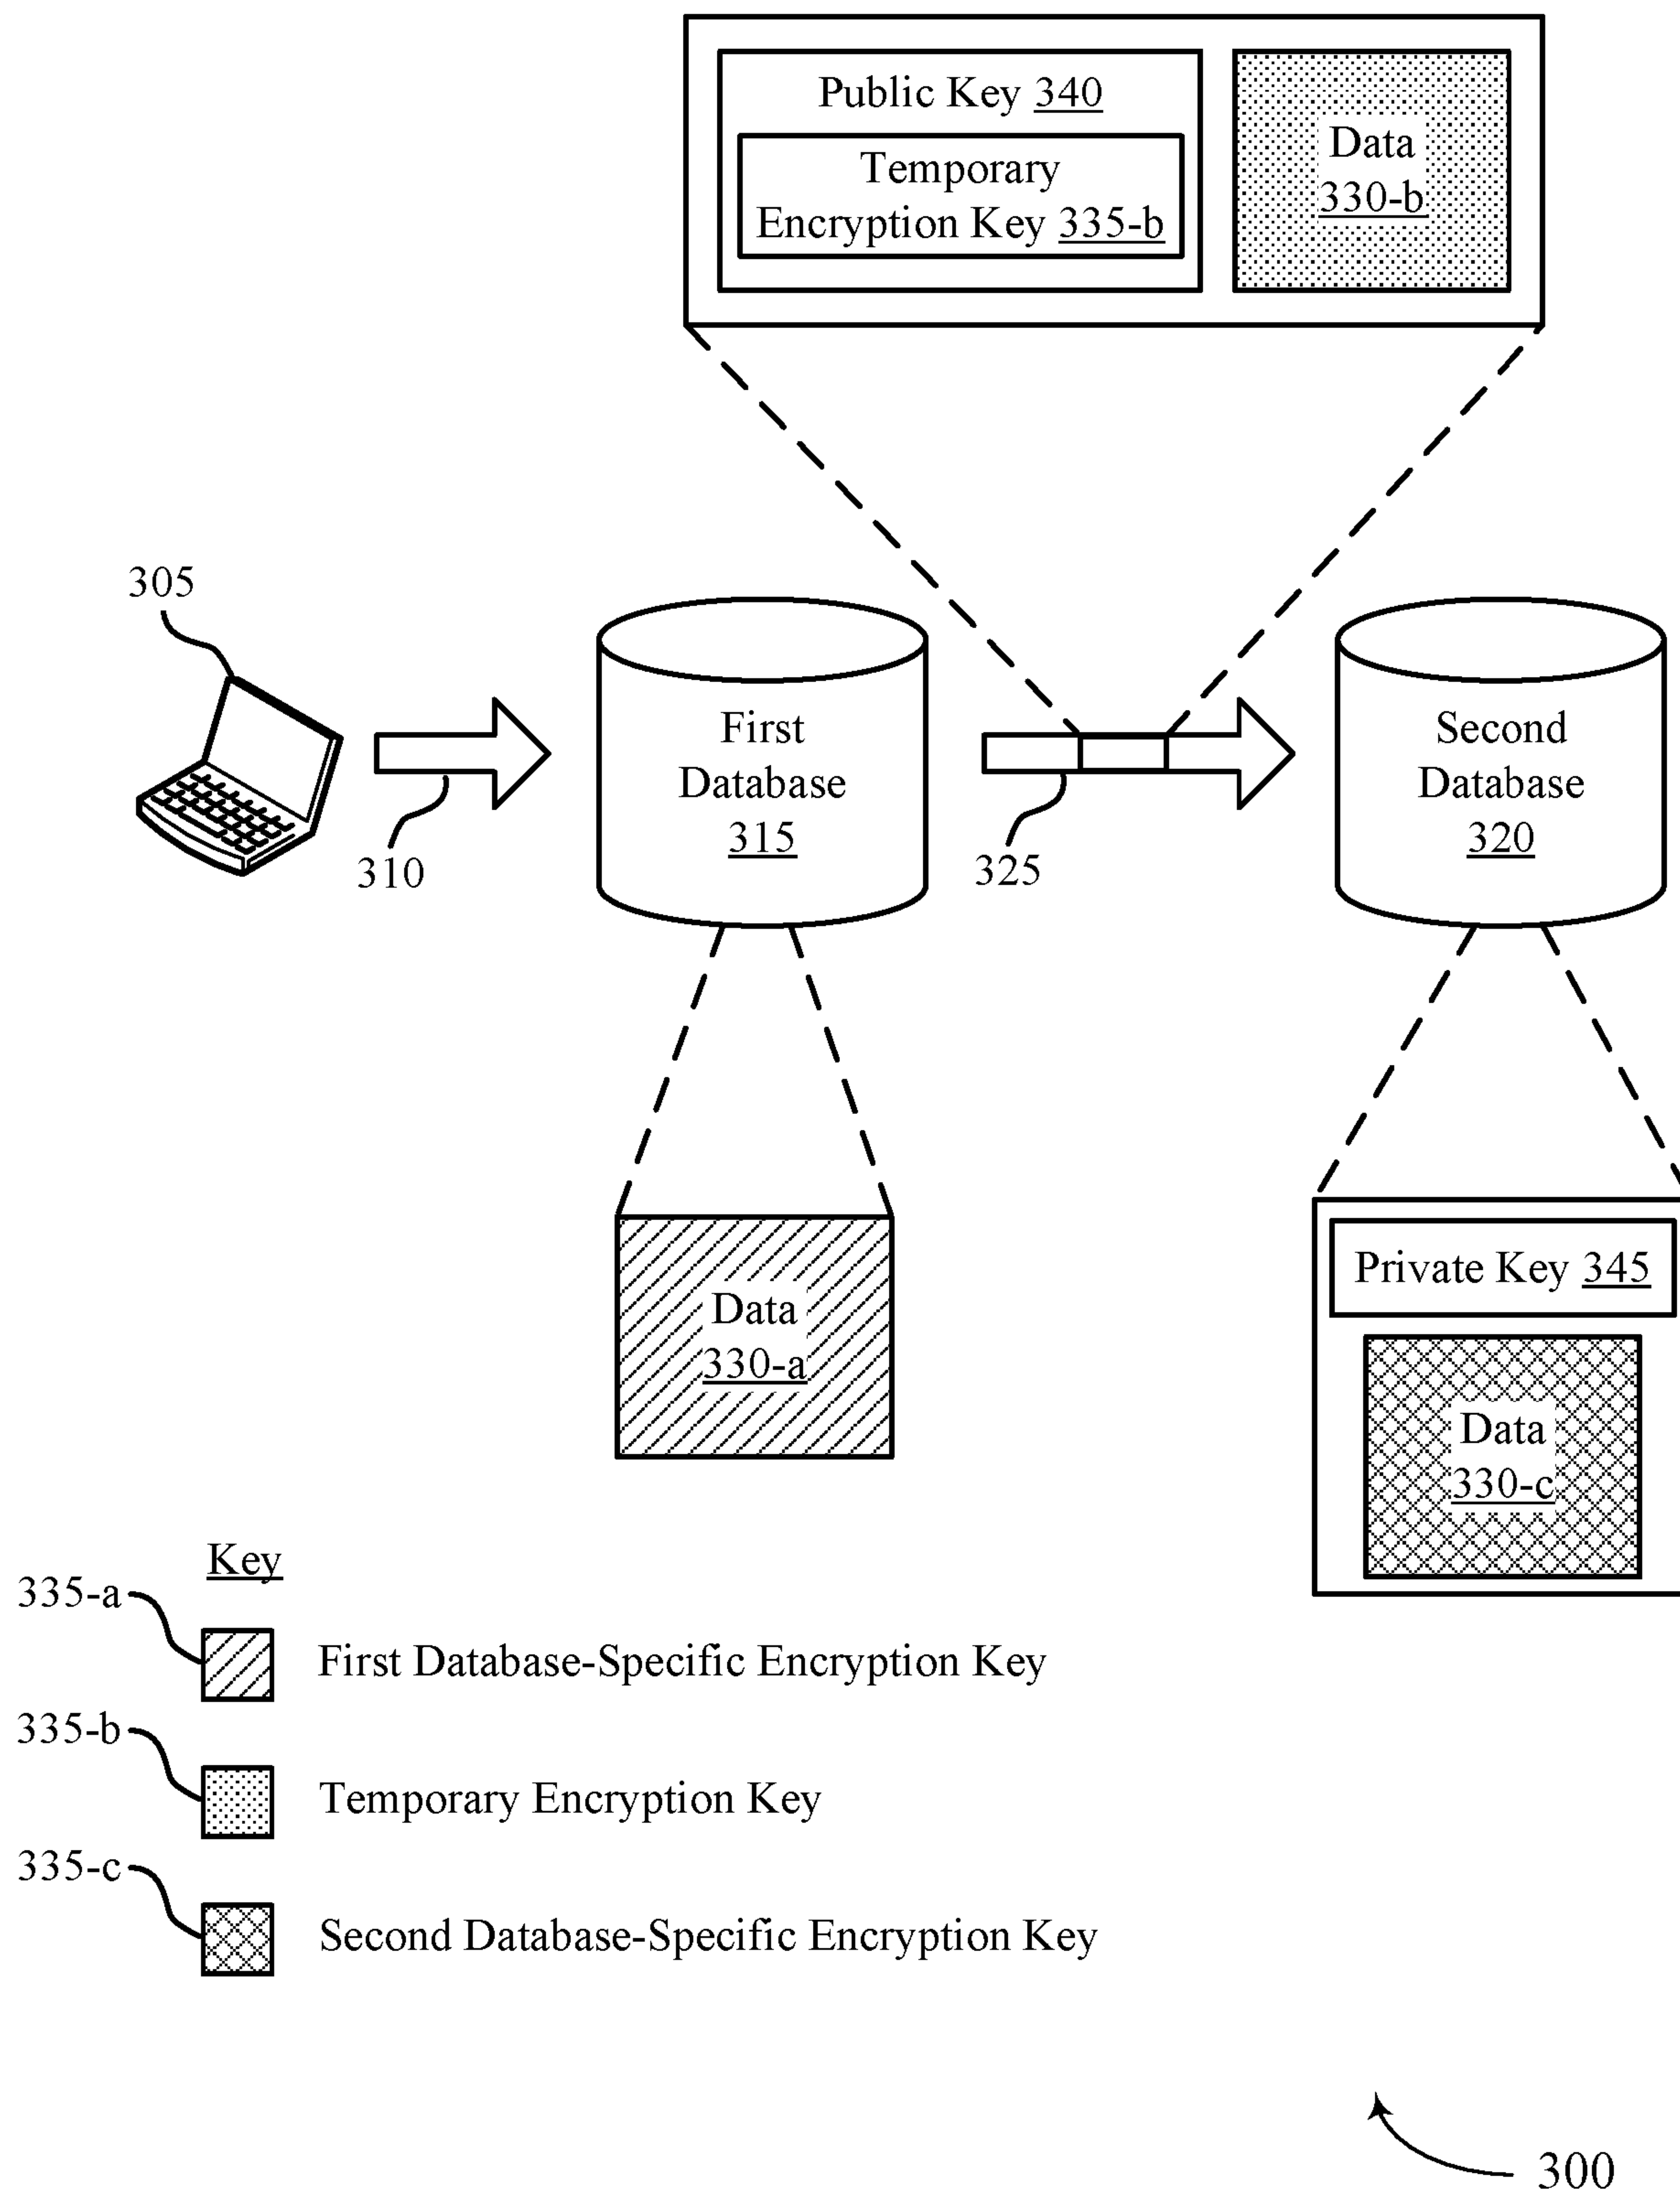 Public Key 340
Temporary
Encryption Key 335-b
Data
330-b
305
310
First
Database
315
325
Second
Database
320
Data
330-a
Private Key 345
Data
330-c
Key
335-a
First Database-Specific Encryption Key
335-b
Temporary Encryption Key
335-c
Second Database-Specific Encryption Key
300